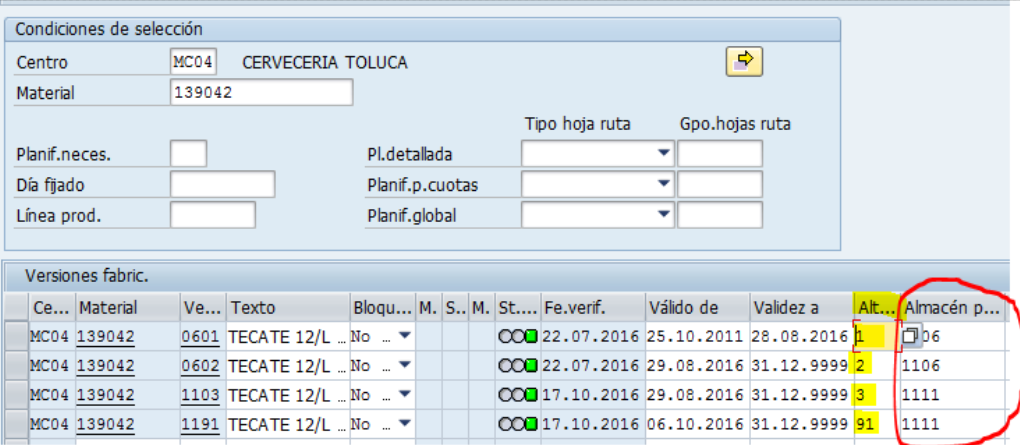 Condiciones de selección
Centro MC04 CERVECERIA TOLUCA
Material 139042
Tipo hoja ruta Gpo.hojas ruta
Planif.neces. Pl.detallada
Día fijado Planif.p.cuotas
Línea prod. Planif.global
Versiones fabric.
Ce... Material Ve... Texto Bloqu... M. S.. M. St.... Fe.verif. Válido de Validez a Alt... Almacén p...
MC04 139042 0601 TECATE 12/L ... No ... 22.07.2016 25.10.2011 28.08.2016 1 06
MC04 139042 0602 TECATE 12/L ... No ... 22.07.2016 29.08.2016 31.12.9999 2 1106
MC04 139042 1103 TECATE 12/L ... No ... 17.10.2016 29.08.2016 31.12.9999 3 1111
MC04 139042 1191 TECATE 12/L ... No ... 17.10.2016 06.10.2016 31.12.9999 91 1111